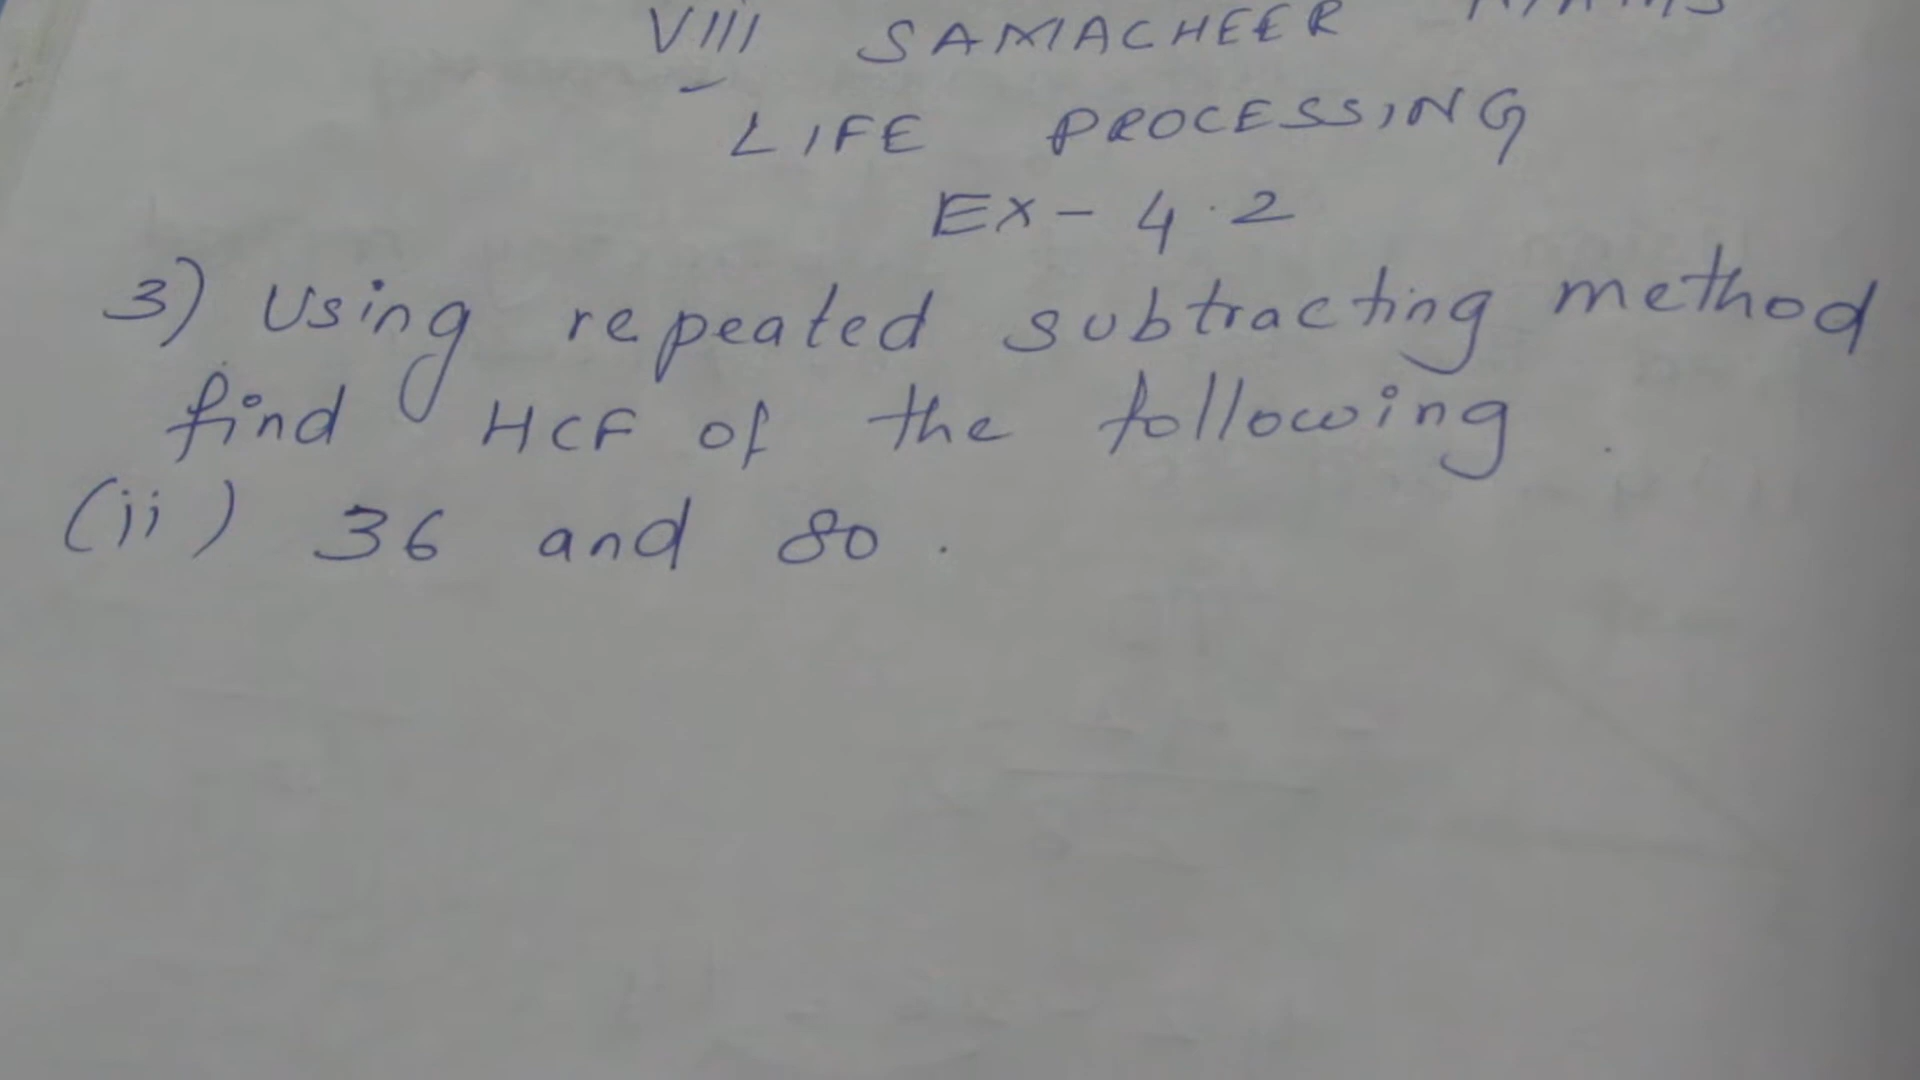 VIII SAMACHEER
LIFE PROCESSING
EX - 4.2
3) Using repeated subtracting method
find HCF of the following
(ii) 36 and 80.